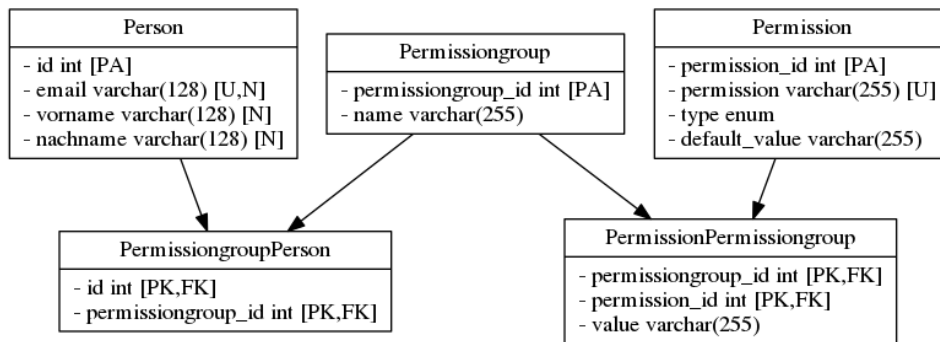 Person
- id int [PA]
- email varchar(128) [U,N]
- vorname varchar(128) [N]
- nachname varchar(128) [N]
Permissiongroup
- permissiongroup_id int [PA]
- name varchar(255)
Permission
- permission_id int [PA]
- permission varchar(255) [U]
- type enum
- default_value varchar(255)
PermissiongroupPerson
- id int [PK,FK]
- permissiongroup_id int [PK,FK]
PermissionPermissiongroup
- permissiongroup_id int [PK,FK]
- permission_id int [PK,FK]
- value varchar(255)